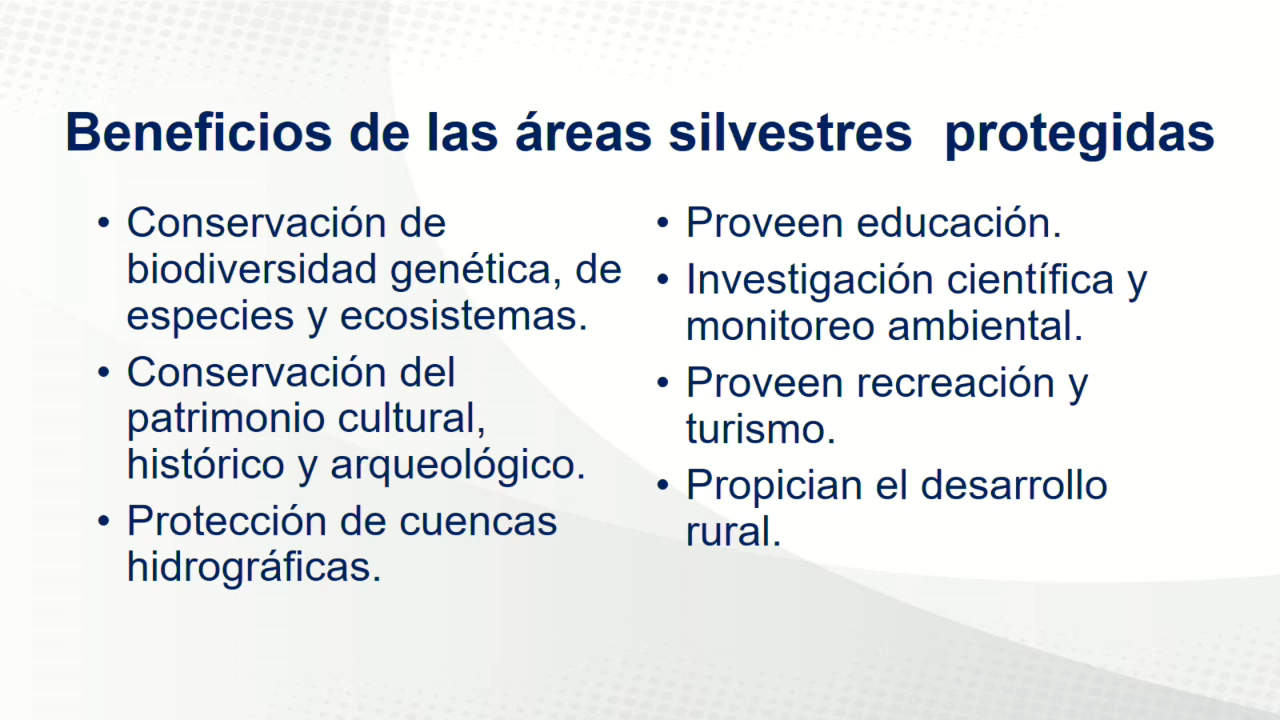 Beneficios de las áreas silvestres protegidas
• Conservación de
biodiversidad genética, de
especies y ecosistemas.
• Conservación del
patrimonio cultural,
histórico y arqueológico.
• Protección de cuencas
hidrográficas.
• Proveen educación.
• Investigación científica y
monitoreo ambiental.
• Proveen recreación y
turismo.
• Propician el desarrollo
rural.